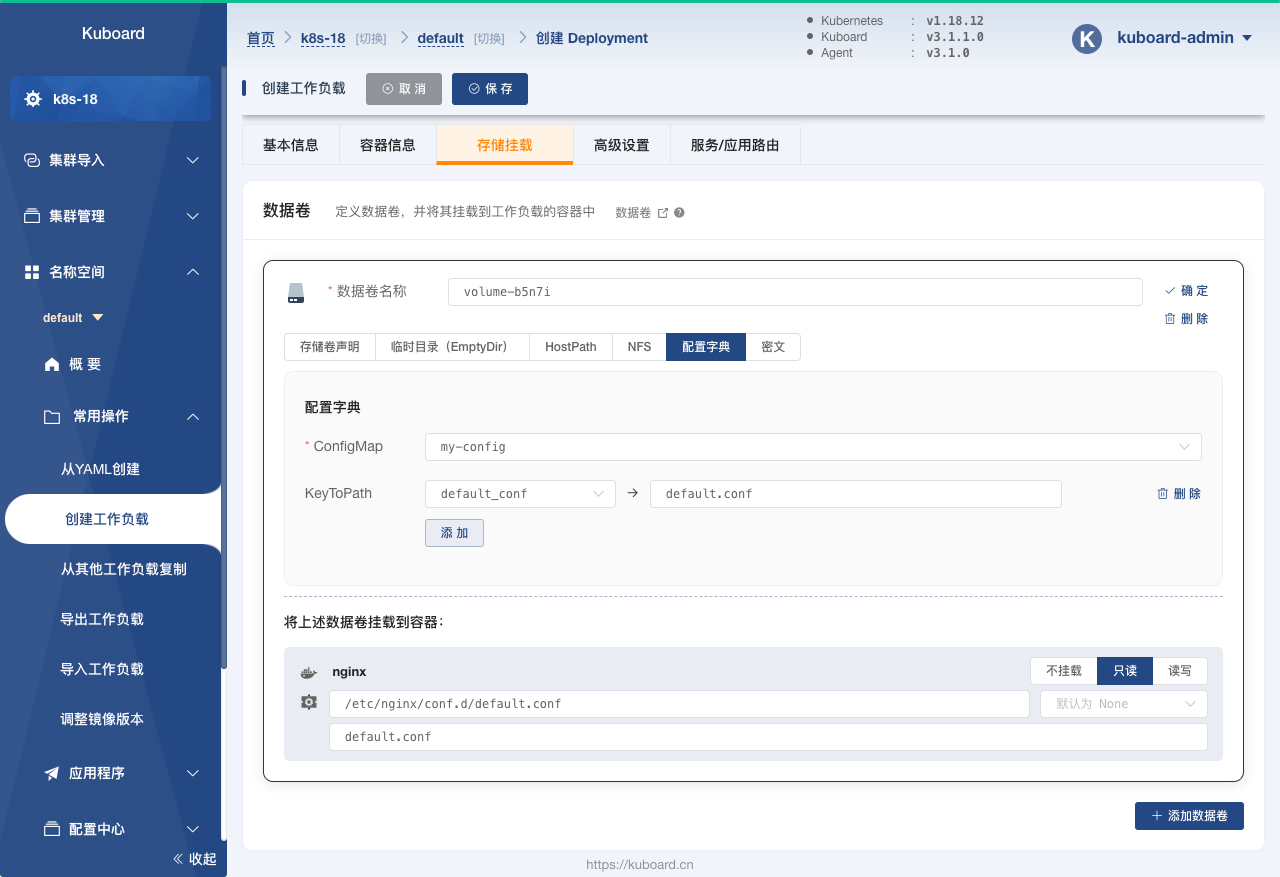 Kuboard
k8s-18
集群导入
集群管理
名称空间
default
概 要
常用操作
从YAML创建
创建工作负载
从其他工作负载复制
导出工作负载
导入工作负载
调整镜像版本
应用程序
配置中心
收起
首页 k8s-18 [切换] default [切换] 创建 Deployment
Kubernetes : v1.18.12
Kuboard : v3.1.1.0
Agent : v3.1.0
K kuboard-admin
创建工作负载 取 消 保 存
基本信息 容器信息 存储挂载 高级设置 服务/应用路由
数据卷 定义数据卷，并将其挂载到工作负载的容器中 数据卷
* 数据卷名称 volume-b5n7i 确 定
删 除
存储卷声明 临时目录（EmptyDir） HostPath NFS 配置字典 密文
配置字典
* ConfigMap my-config
KeyToPath default_conf → default.conf 删 除
添 加
将上述数据卷挂载到容器：
nginx 不挂载 只读 读写
/etc/nginx/conf.d/default.conf 默认为 None
default.conf
添加数据卷
https://kuboard.cn